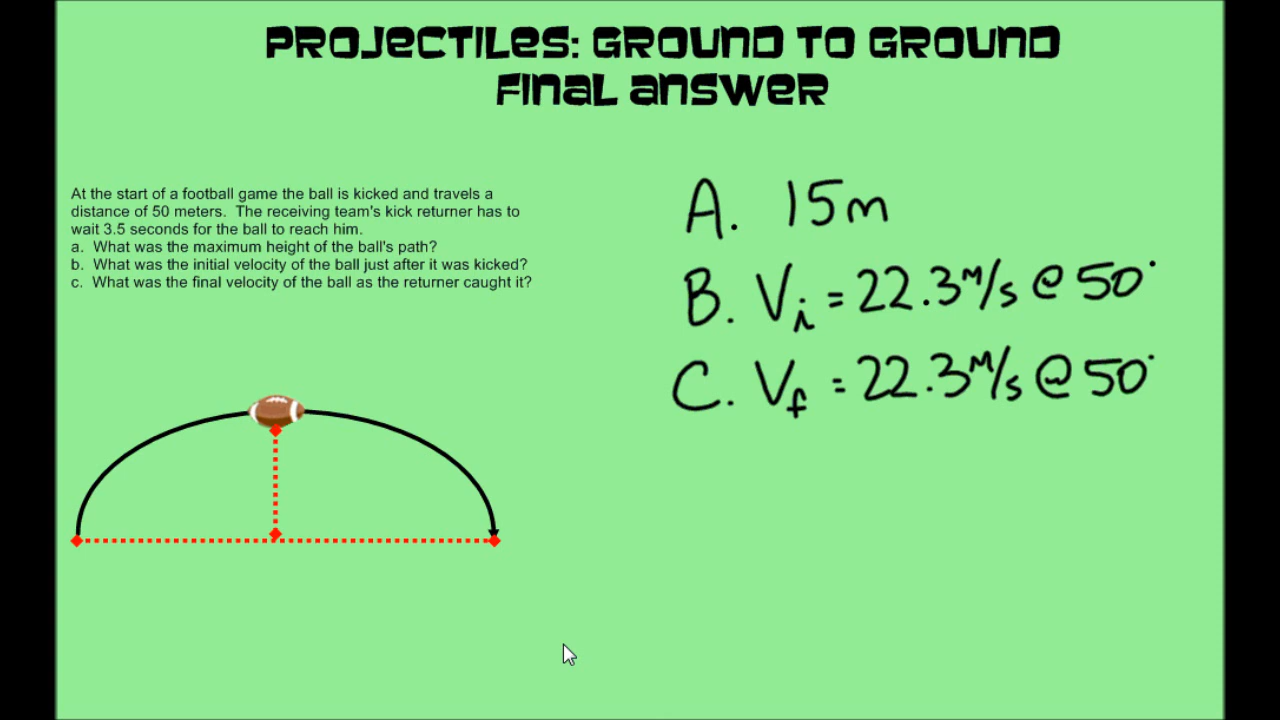 PROJECTILES: GROUND TO GROUND
FINAL ANSWER
At the start of a football game the ball is kicked and travels a
distance of 50 meters.  The receiving team's kick returner has to
wait 3.5 seconds for the ball to reach him.
a.  What was the maximum height of the ball's path?
b.  What was the initial velocity of the ball just after it was kicked?
c.  What was the final velocity of the ball as the returner caught it?
A. 15m
B. Vi = 22.3 M/s @ 50°
C. Vf = 22.3 M/s @ 50°